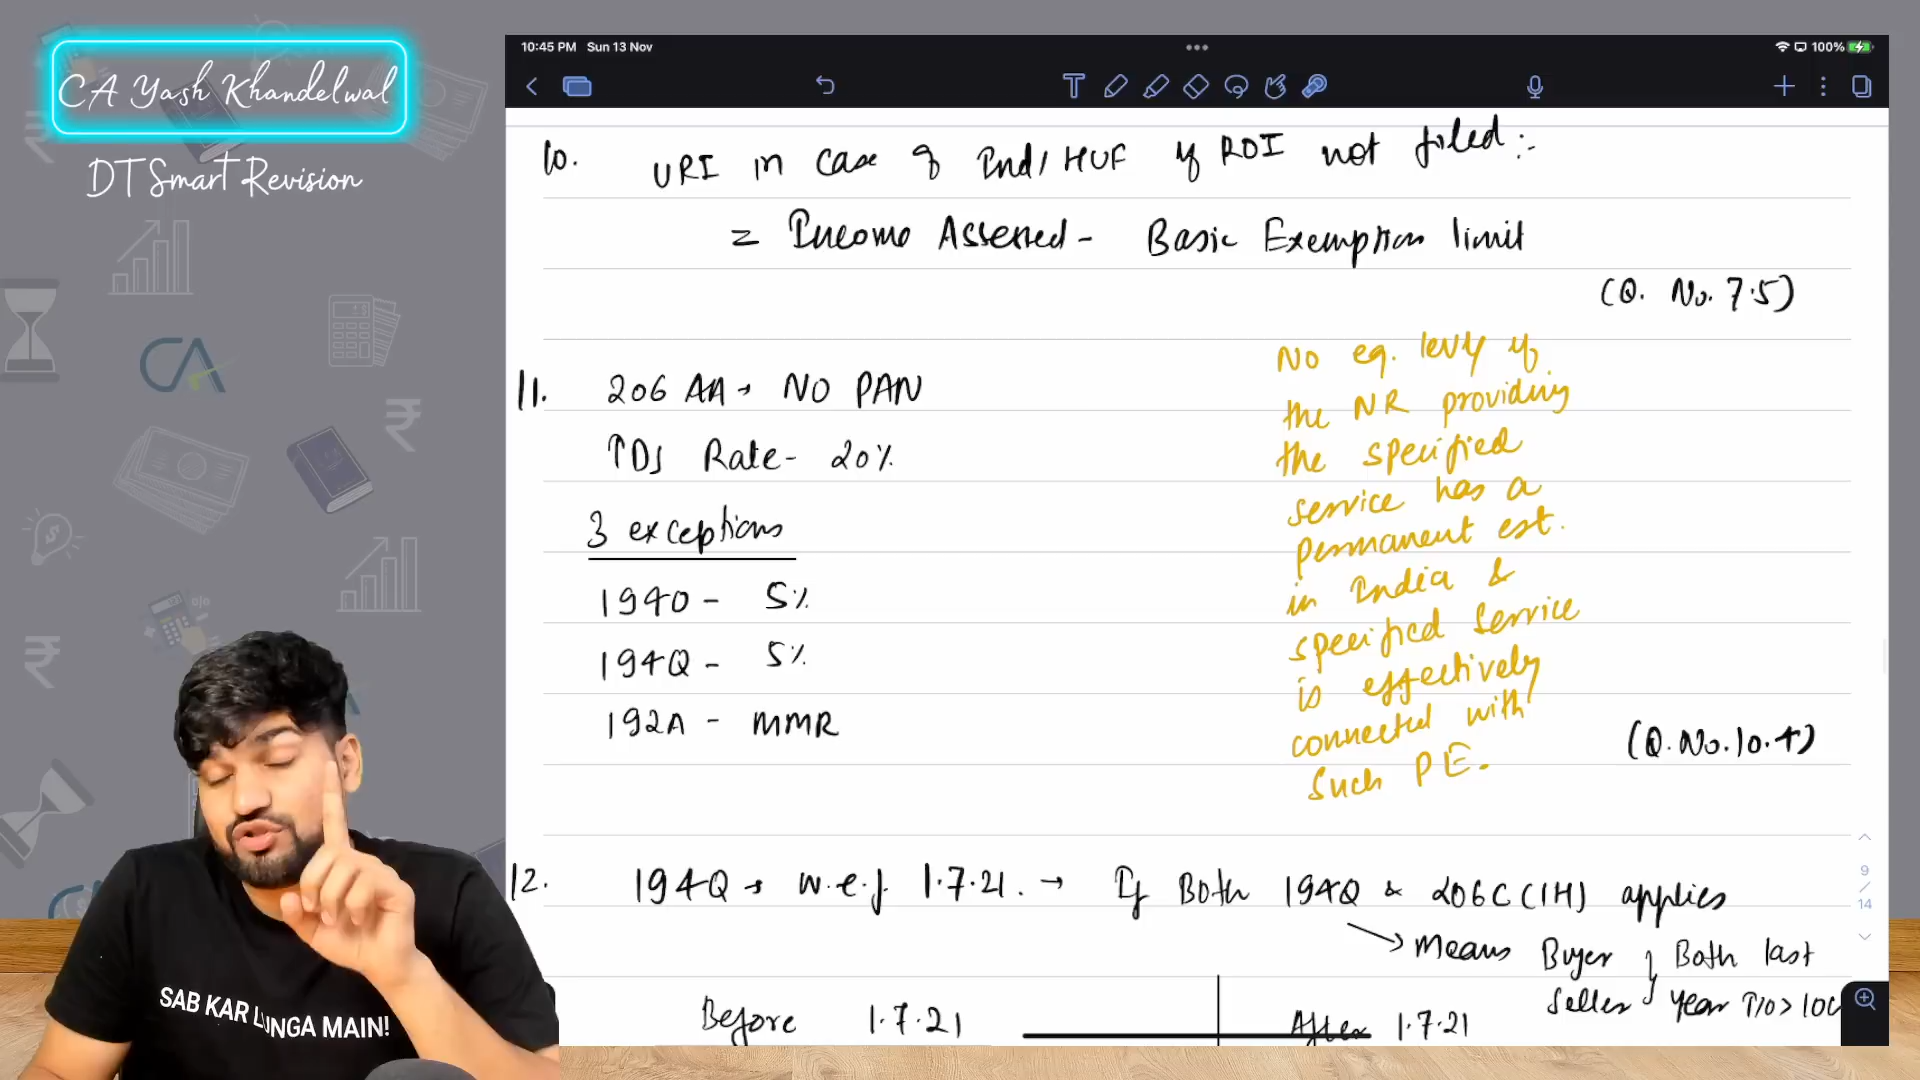 CA Yash Khandelwal
DT Smart Revision
10:45 PM Sun 13 Nov
100%
10. URI in case of Ind/HUF if ROI not filed :-
= Income Assessed - Basic Exemption limit
(Q. No. 7.5)
11. 206 AA → NO PAN
TDS Rate - 20%
3 exceptions
194O - 5%
194Q - 5%
192A - MMR
No eq. levy if
the NR providing
the specified
service has a
permanent est.
in India &
specified service
is effectively
connected with
such PE.
(Q. No. 10.4)
12. 194Q → w.e.f 1.7.21. → If Both 194Q & 206C(1H) applies
→ Means Buyer } Both last
Seller } year T/O > 10C
Before 1.7.21
After 1.7.21
9
/
14
SAB KAR LUNGA MAIN!
CA